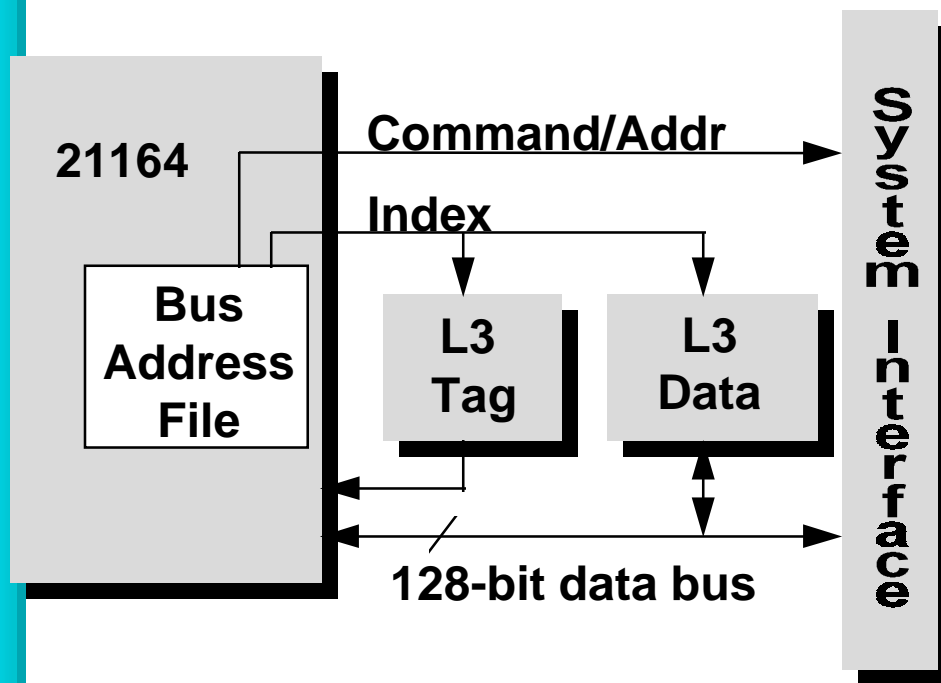 21164
Command/Addr
Index
Bus
Address
File
L3
Tag
L3
Data
128-bit data bus
System Interface